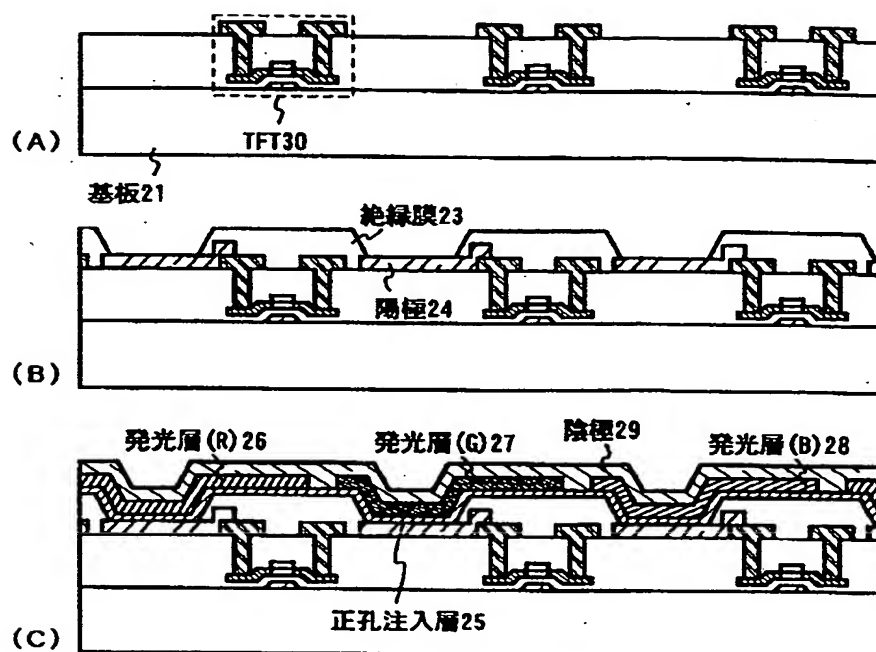 TFT30
(A)
基板21
絶縁膜23
陽極24
(B)
発光層(R)26
発光層(G)27
陰極29
発光層(B)28
正孔注入層25
(C)